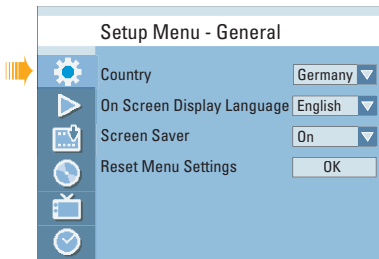 Setup Menu - General
Country Germany
On Screen Display Language English
Screen Saver On
Reset Menu Settings OK